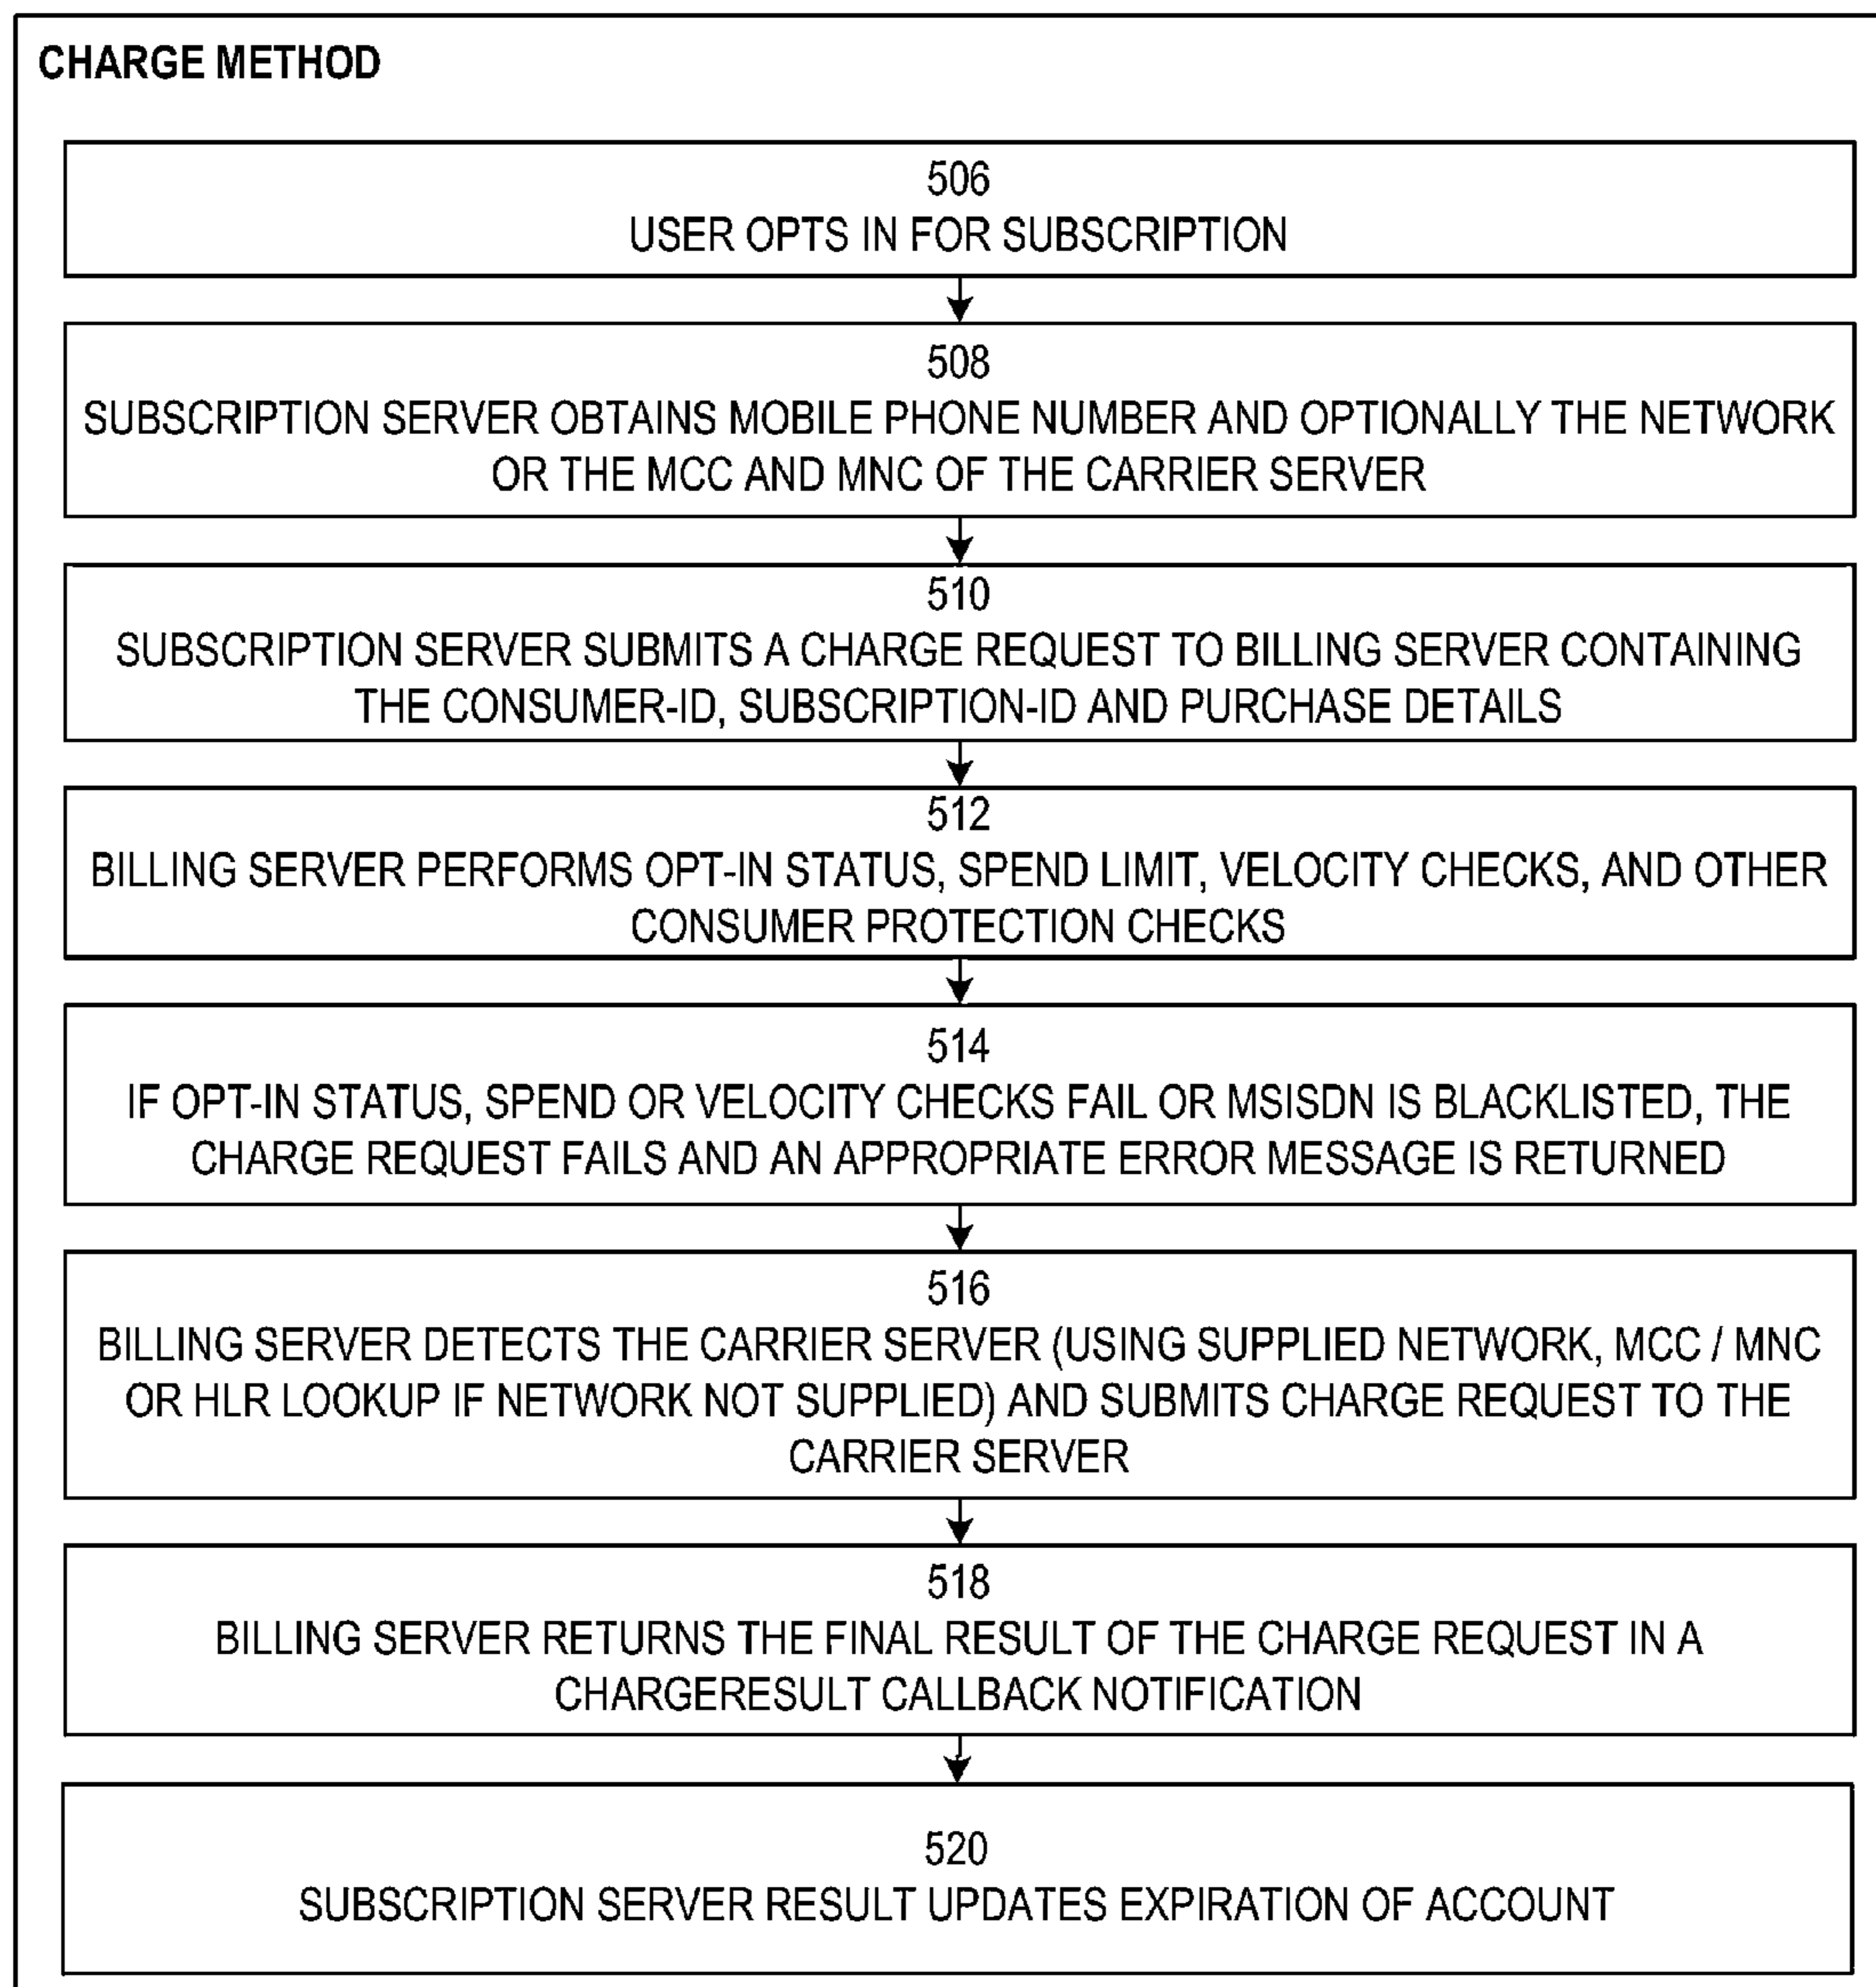 CHARGE METHOD
506
USER OPTS IN FOR SUBSCRIPTION
508
SUBSCRIPTION SERVER OBTAINS MOBILE PHONE NUMBER AND OPTIONALLY THE NETWORK
OR THE MCC AND MNC OF THE CARRIER SERVER
510
SUBSCRIPTION SERVER SUBMITS A CHARGE REQUEST TO BILLING SERVER CONTAINING
THE CONSUMER-ID, SUBSCRIPTION-ID AND PURCHASE DETAILS
512
BILLING SERVER PERFORMS OPT-IN STATUS, SPEND LIMIT, VELOCITY CHECKS, AND OTHER
CONSUMER PROTECTION CHECKS
514
IF OPT-IN STATUS, SPEND OR VELOCITY CHECKS FAIL OR MSISDN IS BLACKLISTED, THE
CHARGE REQUEST FAILS AND AN APPROPRIATE ERROR MESSAGE IS RETURNED
516
BILLING SERVER DETECTS THE CARRIER SERVER (USING SUPPLIED NETWORK, MCC / MNC
OR HLR LOOKUP IF NETWORK NOT SUPPLIED) AND SUBMITS CHARGE REQUEST TO THE
CARRIER SERVER
518
BILLING SERVER RETURNS THE FINAL RESULT OF THE CHARGE REQUEST IN A
CHARGERESULT CALLBACK NOTIFICATION
520
SUBSCRIPTION SERVER RESULT UPDATES EXPIRATION OF ACCOUNT